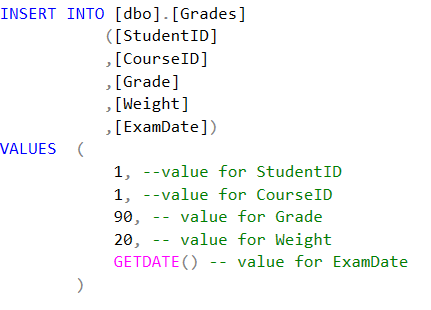 INSERT INTO [dbo].[Grades]
([StudentID]
,[CourseID]
,[Grade]
,[Weight]
,[ExamDate])
VALUES (
1, --value for StudentID
1, --value for CourseID
90, -- value for Grade
20, -- value for Weight
GETDATE() -- value for ExamDate
)